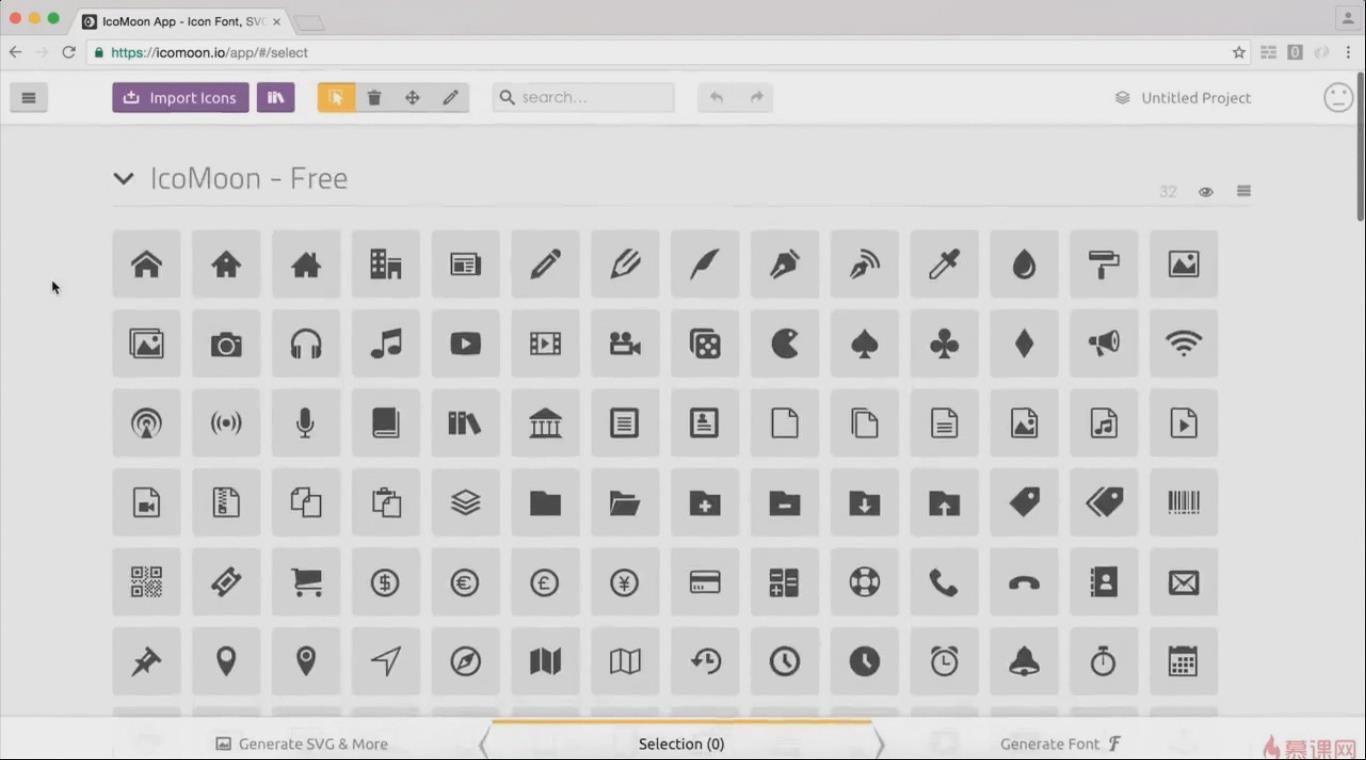 IcoMoon App - Icon Font, SVG
https://icomoon.io/app/#/select
Import Icons
search...
Untitled Project
IcoMoon - Free
32
Generate SVG & More
Selection (0)
Generate Font
慕课网